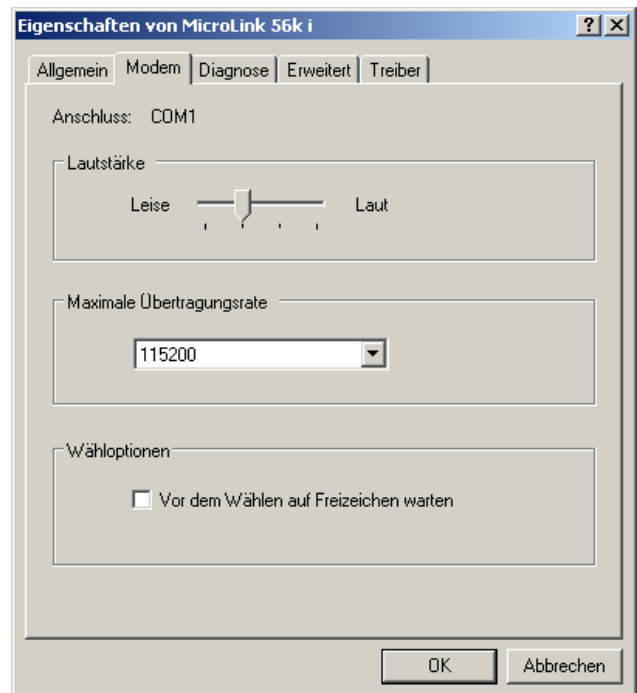 Eigenschaften von MicroLink 56k i
Allgemein Modem Diagnose Erweitert Treiber
Anschluss: COM1
Lautstärke
Leise Laut
Maximale Übertragungsrate
115200
Wähloptionen
Vor dem Wählen auf Freizeichen warten
OK Abbrechen